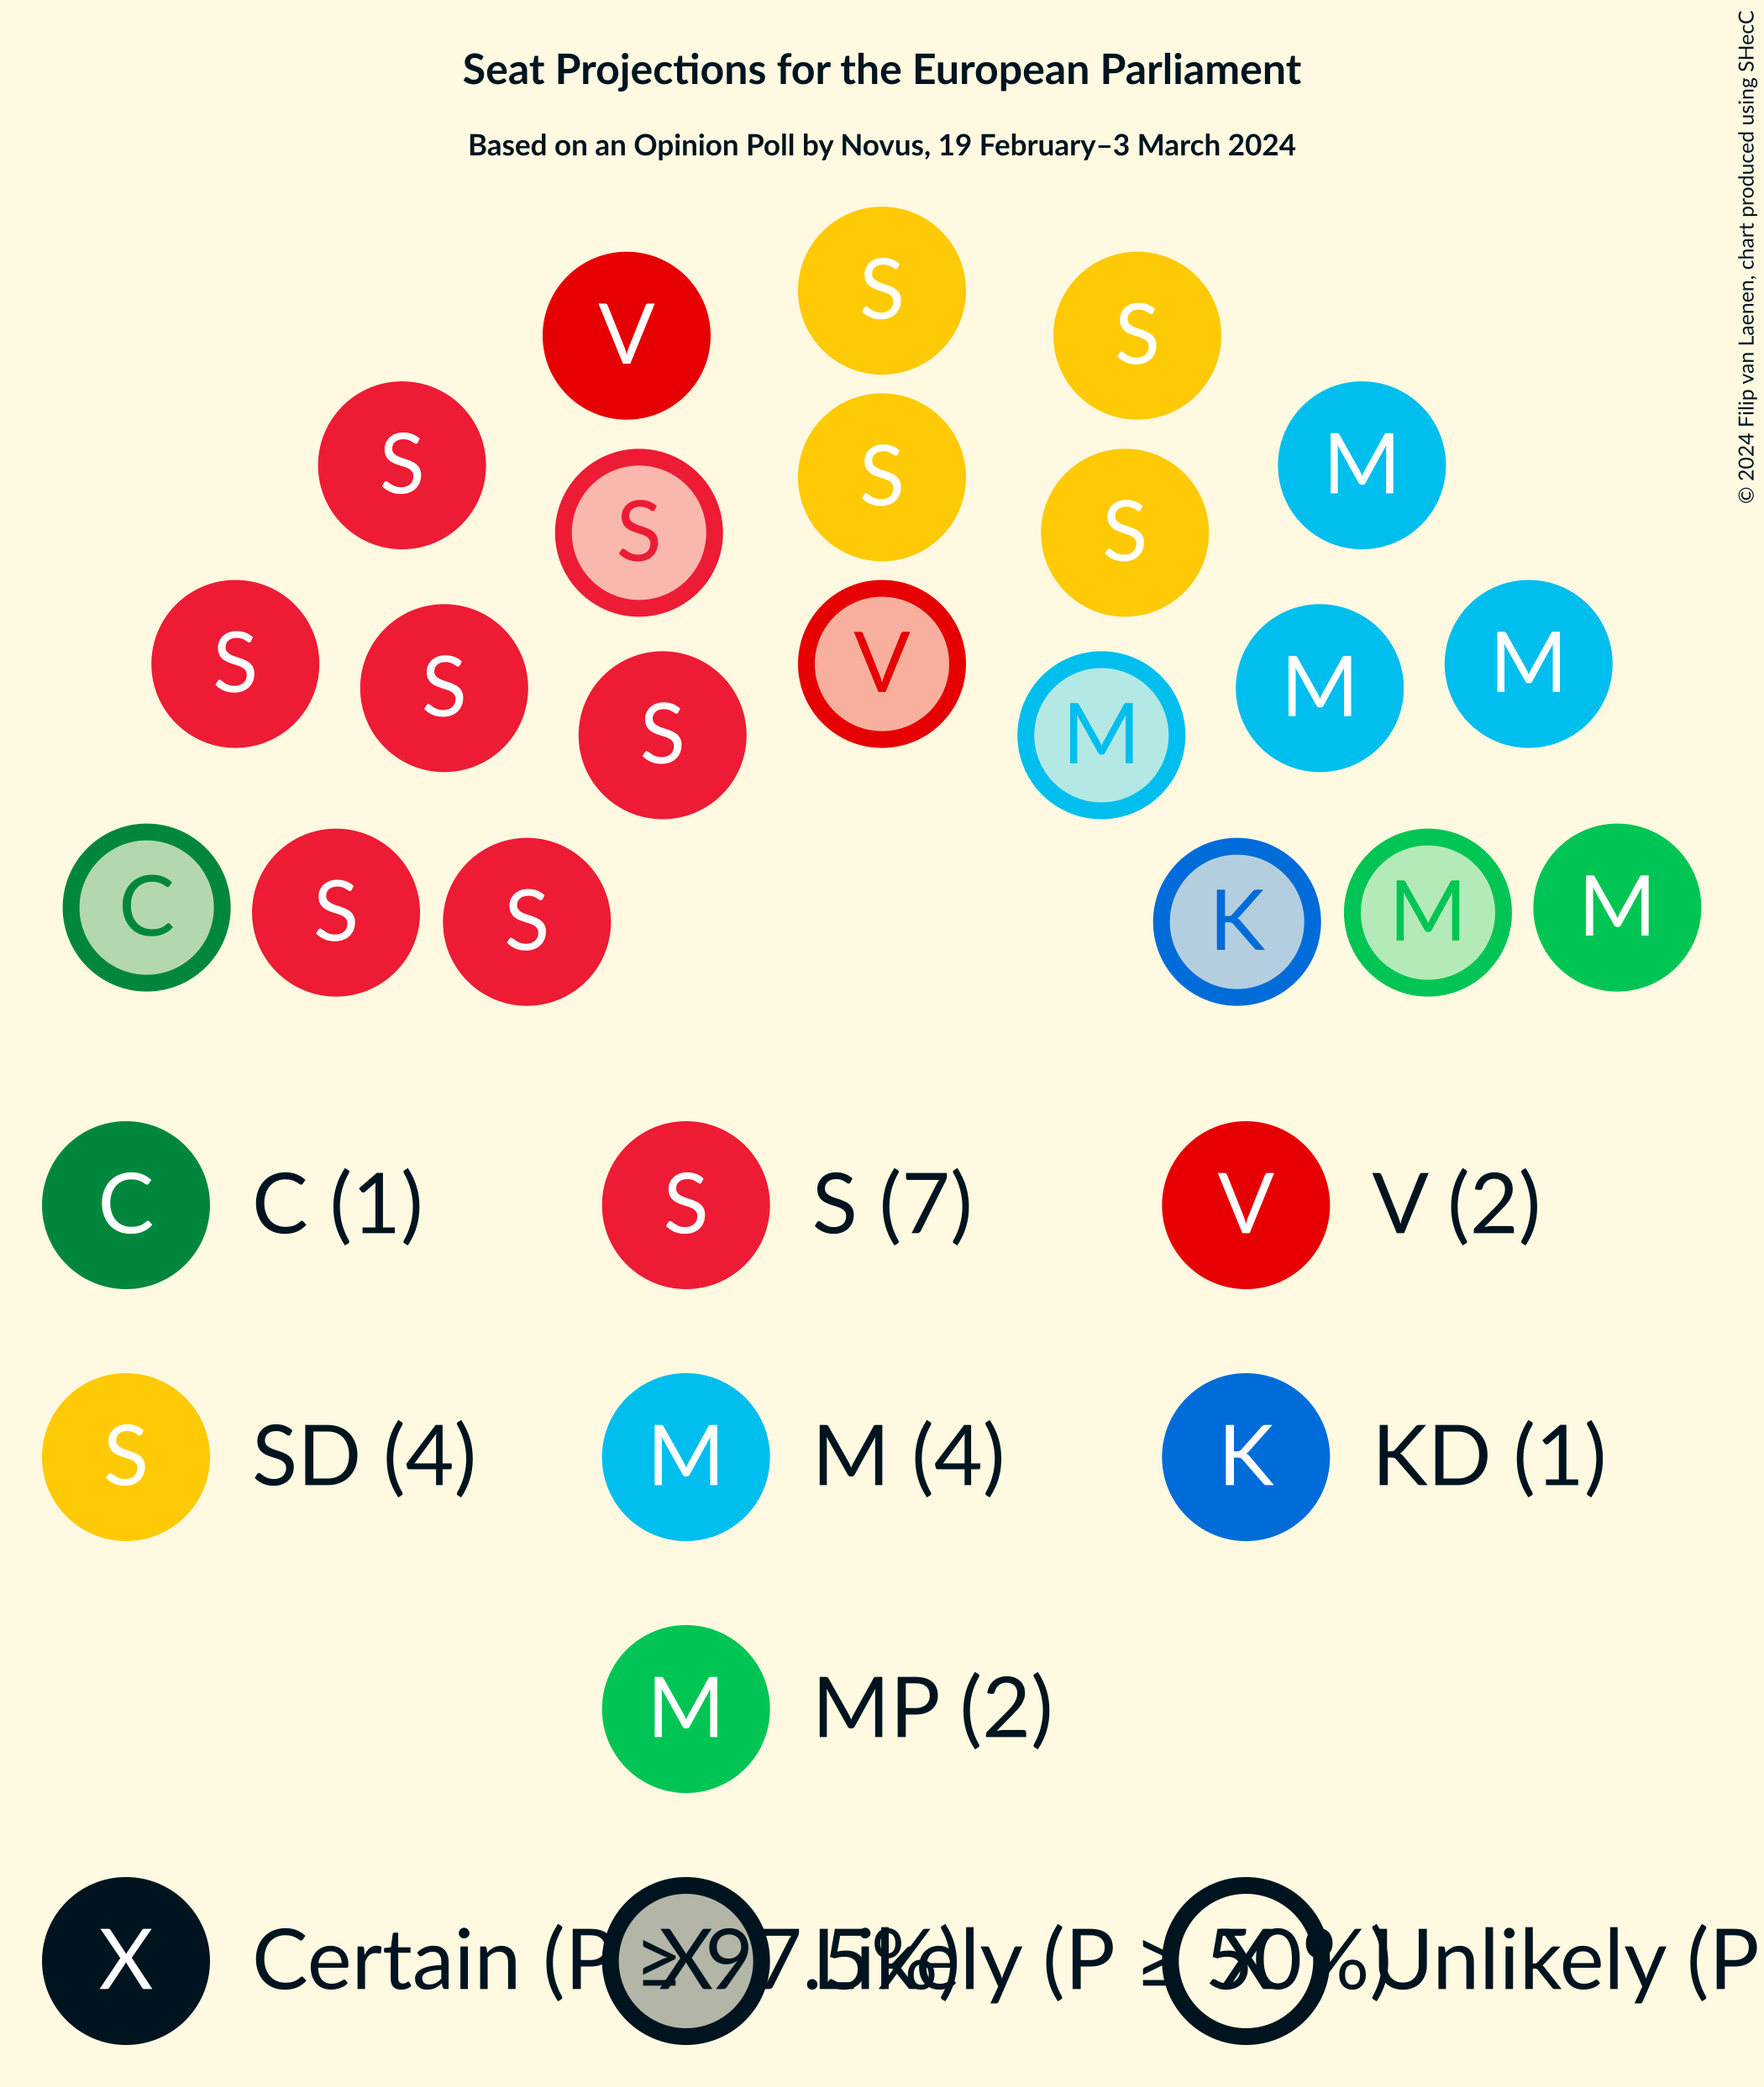 Seat Projections for the European Parliament
Based on an Opinion Poll by Novus, 19 February–3 March 2024
© 2024 Filip van Laenen, chart produced using SHecC
S
V S
S M
S
S S
S V M
S M
S M
M
C M
S M
S K
C C (1) S S (7) V V (2)
S SD (4) M M (4) K KD (1)
M MP (2)
X Certain (P ≥ 97.5%) X Likely (P ≥ 50%) X Unlikely (P